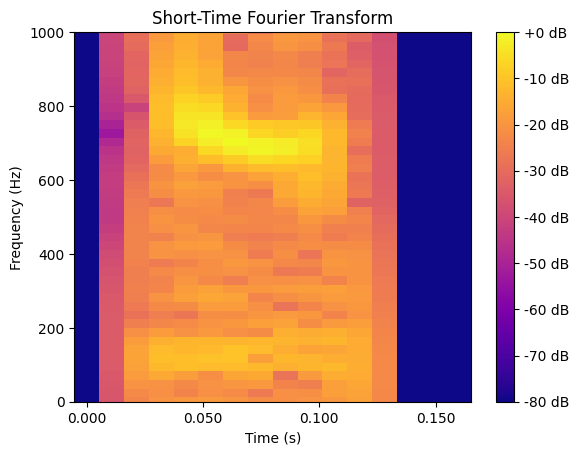 Short-Time Fourier Transform
1000
800
600
400
200
0
Frequency (Hz)
0.000
0.050
0.100
0.150
Time (s)
+0 dB
-10 dB
-20 dB
-30 dB
-40 dB
-50 dB
-60 dB
-70 dB
-80 dB